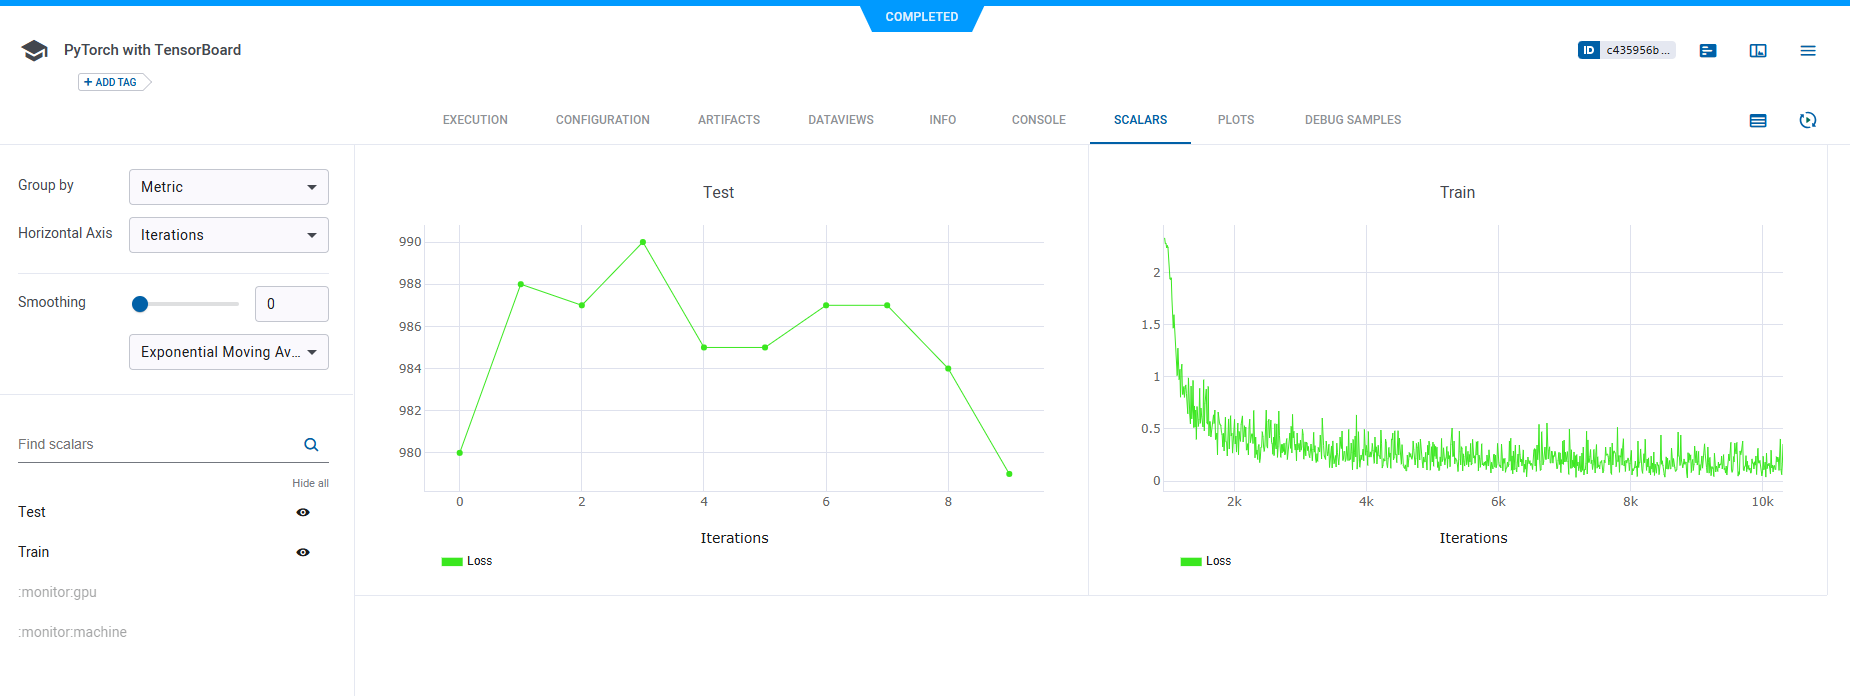 COMPLETED
PyTorch with TensorBoard
ID c435956b ...
+ ADD TAG
EXECUTION CONFIGURATION ARTIFACTS DATAVIEWS INFO CONSOLE SCALARS PLOTS DEBUG SAMPLES
Group by Metric
Horizontal Axis Iterations
Smoothing 0
Exponential Moving Av...
Find scalars
Hide all
Test
Train
:monitor:gpu
:monitor:machine
Test
990
988
986
984
982
980
0 2 4 6 8
Iterations
Loss
Train
2
1.5
1
0.5
0
2k 4k 6k 8k 10k
Iterations
Loss